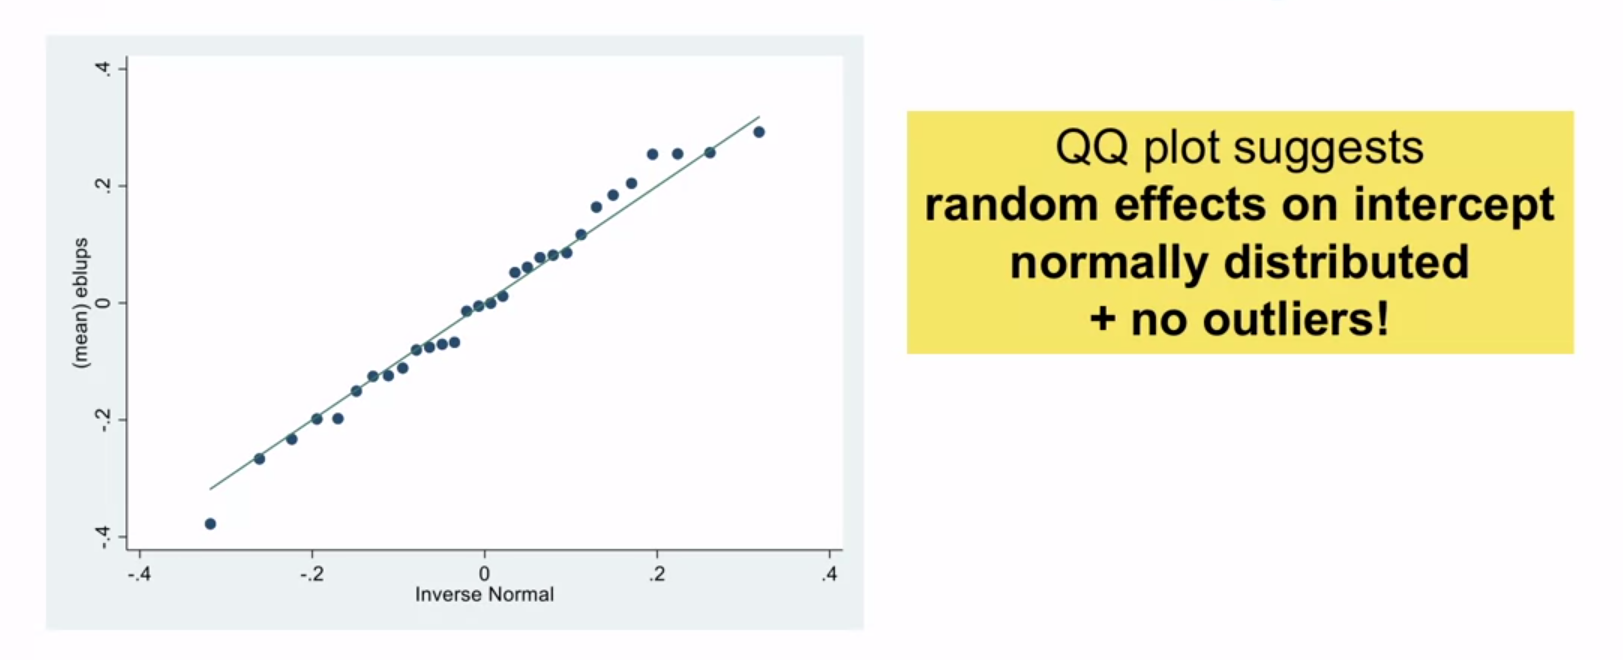 .4
.2
0
-.2
-.4
(mean) eblups
-.4
-.2
0
.2
.4
Inverse Normal
QQ plot suggests
random effects on intercept
normally distributed
+ no outliers!